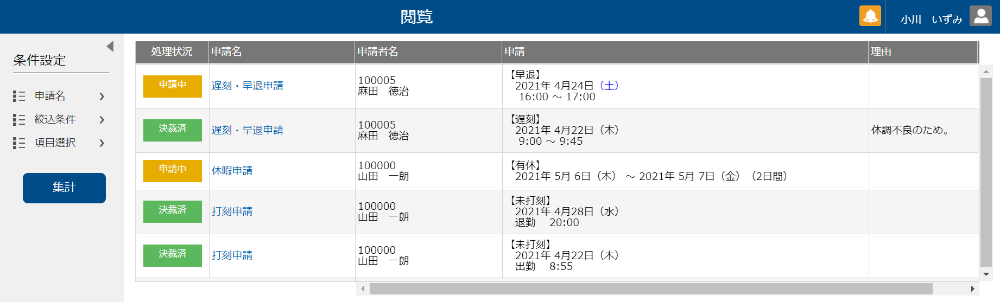 閲覧
小川　いずみ
条件設定
申請名
絞込条件
項目選択
集計
処理状況 申請名 申請者名 申請 理由
申請中 遅刻・早退申請 100005 麻田　徳治 【早退】
2021年 4月24日（土）
16:00 ～ 17:00
決裁済 遅刻・早退申請 100005 麻田　徳治 【遅刻】
2021年 4月22日（木）
9:00 ～ 9:45
体調不良のため。
申請中 休暇申請 100000 山田　一朗 【有休】
2021年 5月 6日（木） ～ 2021年 5月 7日（金）（2日間）
決裁済 打刻申請 100000 山田　一朗 【未打刻】
2021年 4月28日（水）
退勤　20:00
決裁済 打刻申請 100000 山田　一朗 【未打刻】
2021年 4月22日（木）
出勤　8:55